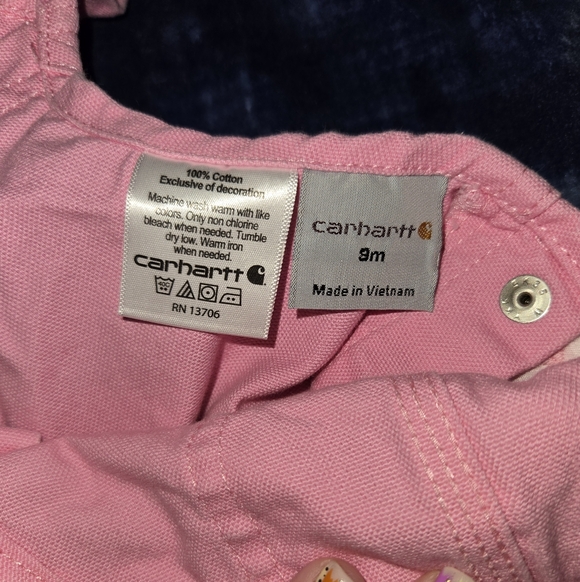 100% Cotton
Exclusive of decoration
Machine wash warm with like
colors. Only non chlorine
bleach when needed. Tumble
dry low. Warm iron
when needed.
carhartt
40C
RN 13706
carhartt
9m
Made in Vietnam